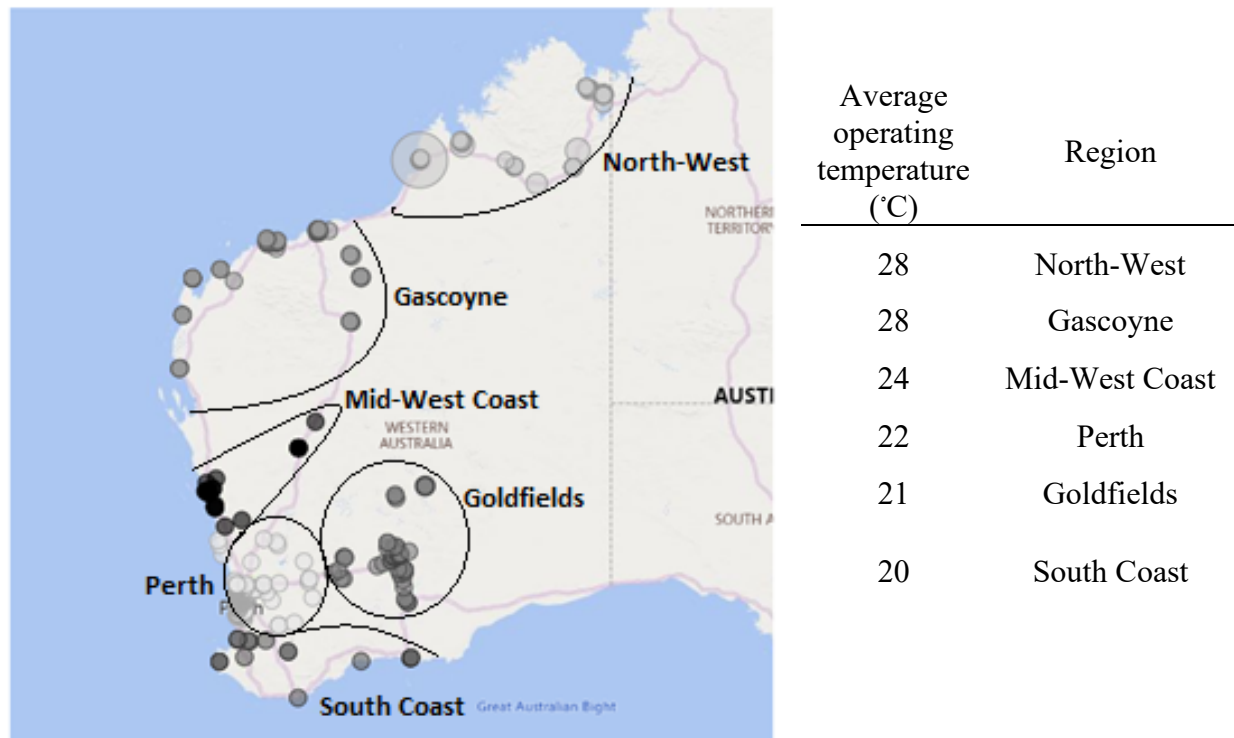 North-West
NORTHERN
TERRITORY
Gascoyne
Mid-West Coast
WESTERN
AUSTRALIA
AUSTI
Goldfields
SOUTH A
Perth
South Coast
Great Australian Bight
Average
operating
temperature
(˚C)
Region
28 North-West
28 Gascoyne
24 Mid-West Coast
22 Perth
21 Goldfields
20 South Coast